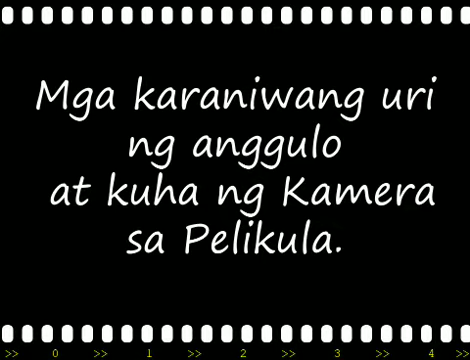 Mga karaniwang uri
ng anggulo
at kuha ng Kamera
sa Pelikula.
>> 0 >> 1 >> 2 >> 3 >> 4 >>